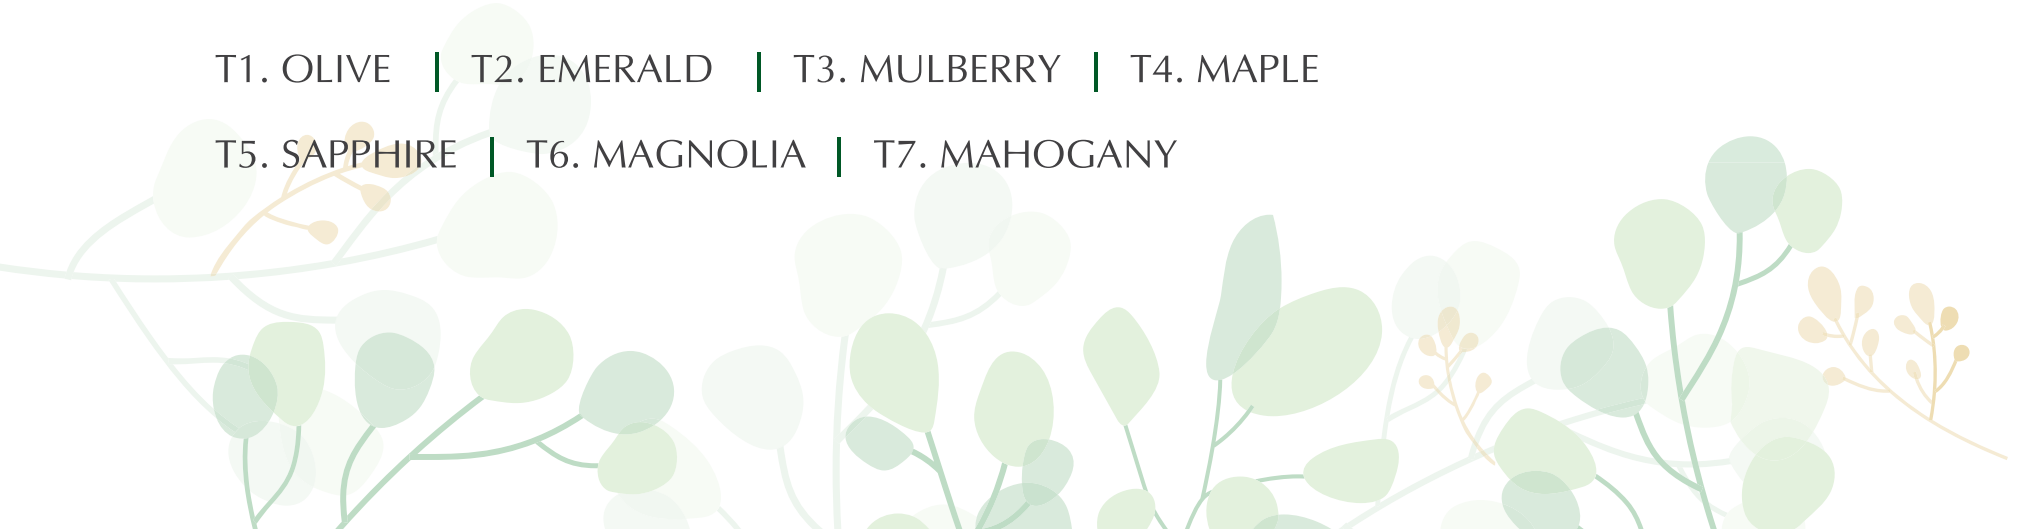 T1. OLIVE | T2. EMERALD | T3. MULBERRY | T4. MAPLE
T5. SAPPHIRE | T6. MAGNOLIA | T7. MAHOGANY